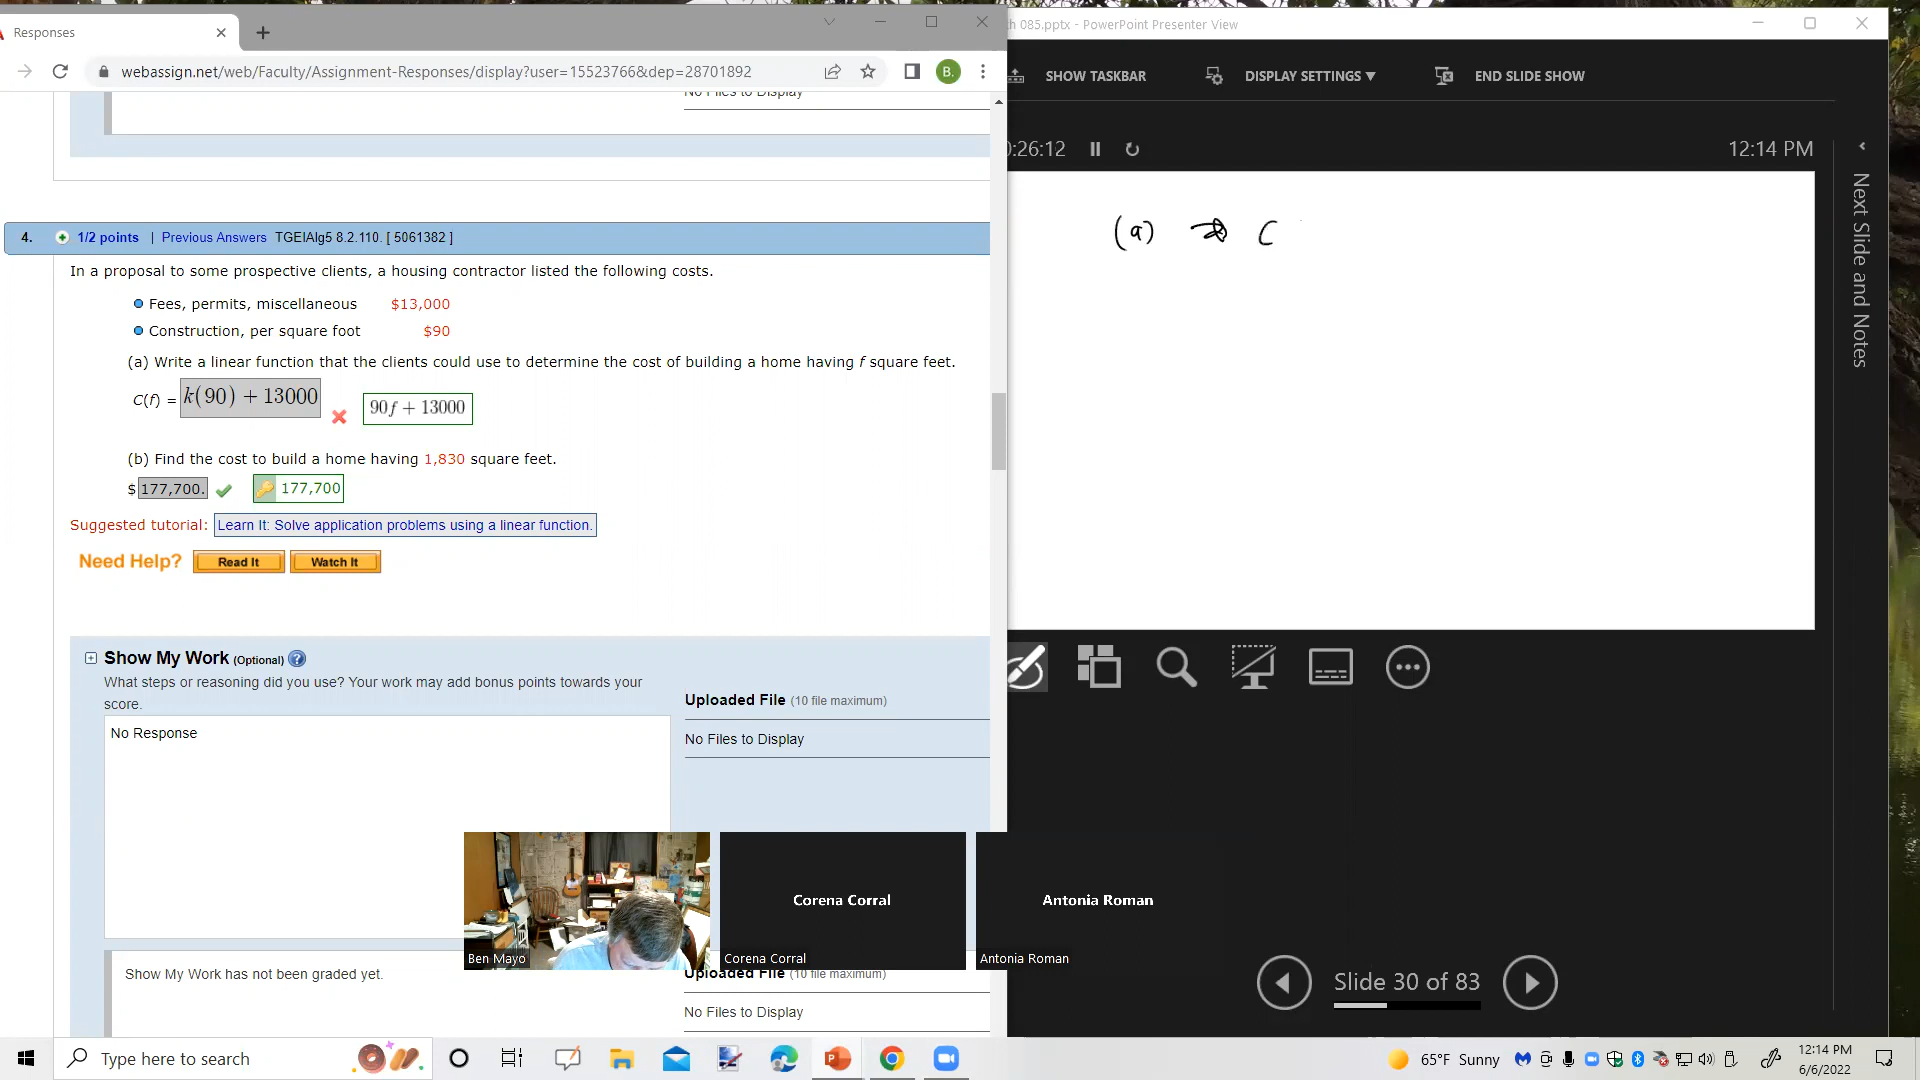 Responses
webassign.net/web/Faculty/Assignment-Responses/display?user=15523766&dep=28701892
B.
No Files to Display
4. 1/2 points | Previous Answers TGEIAlg5 8.2.110. [ 5061382 ]
In a proposal to some prospective clients, a housing contractor listed the following costs.
Fees, permits, miscellaneous $13,000
Construction, per square foot $90
(a) Write a linear function that the clients could use to determine the cost of building a home having f square feet.
C(f) = k(90) + 13000 90f + 13000
(b) Find the cost to build a home having 1,830 square feet.
$ 177,700. 177,700
Suggested tutorial: Learn It: Solve application problems using a linear function.
Need Help? Read It Watch It
Show My Work (Optional) ?
What steps or reasoning did you use? Your work may add bonus points towards your
score.
No Response
Uploaded File (10 file maximum)
No Files to Display
Show My Work has not been graded yet.
Uploaded File (10 file maximum)
No Files to Display
th 085.pptx - PowerPoint Presenter View
SHOW TASKBAR DISPLAY SETTINGS ▼ END SLIDE SHOW
0:26:12
12:14 PM
Next Slide and Notes
(a) → C
Slide 30 of 83
Ben Mayo
Corena Corral
Corena Corral
Antonia Roman
Antonia Roman
Type here to search
65°F Sunny
12:14 PM
6/6/2022